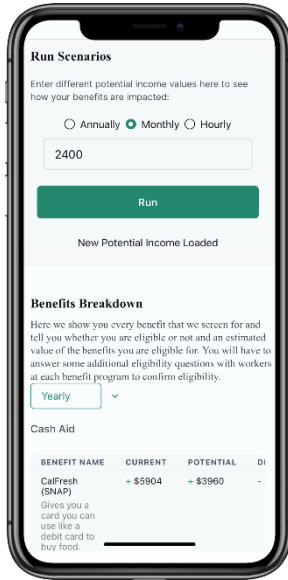 Run Scenarios
Enter different potential income values here to see
how your benefits are impacted:
Annually Monthly Hourly
2400
Run
New Potential Income Loaded
Benefits Breakdown
Here we show you every benefit that we screen for and
tell you whether you are eligible or not and an estimated
value of the benefits you are eligible for. You will have to
answer some additional eligibility questions with workers
at each benefit program to confirm eligibility.
Yearly
Cash Aid
BENEFIT NAME CURRENT POTENTIAL DI
CalFresh + $5904 + $3960 -
(SNAP)
Gives you a
card you can
use like a
debit card to
buy food.